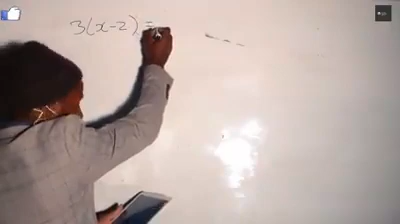 3(x-2) =